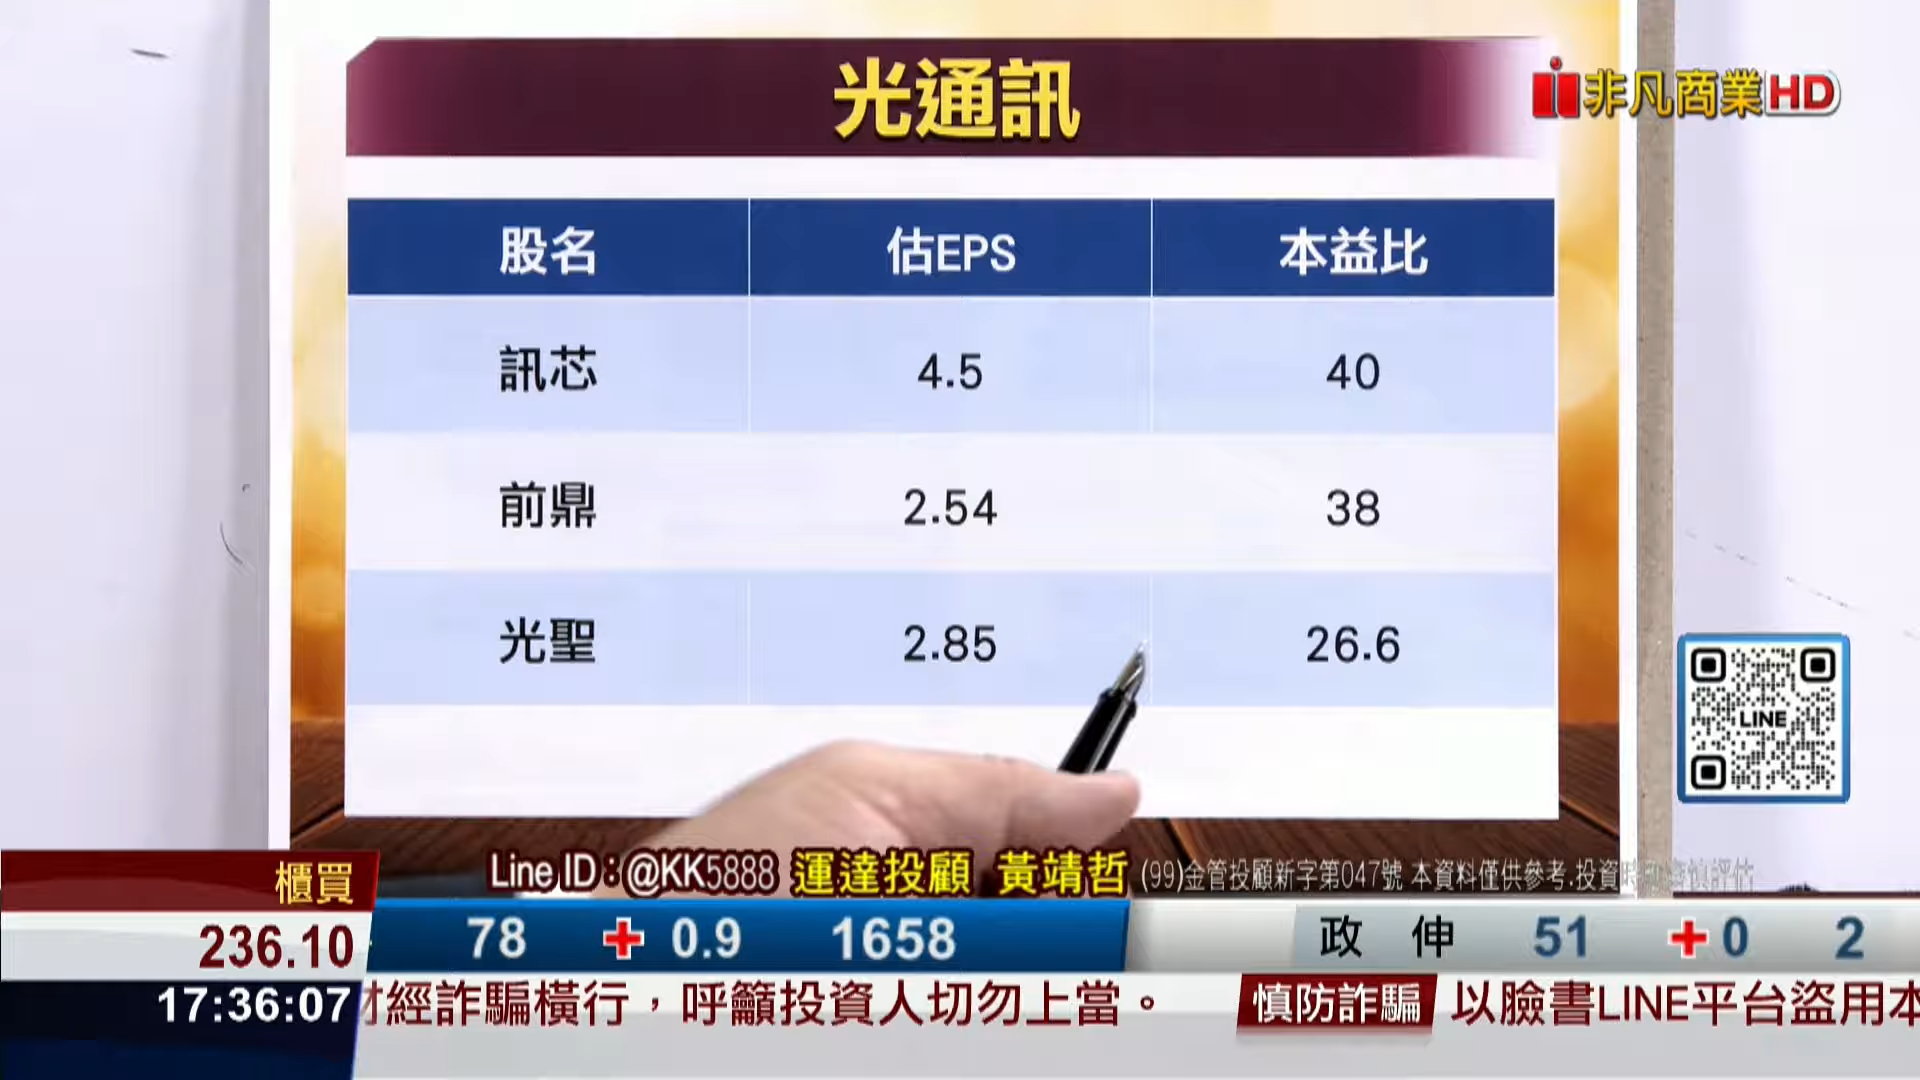 光通訊
非凡商業HD
股名 估EPS 本益比
訊芯 4.5 40
前鼎 2.54 38
光聖 2.85 26.6
LINE
Line ID:@KK5888 運達投顧 黃靖哲 (99)金管投顧新字第047號 本資料僅供參考.投資
櫃買
236.10 78 + 0.9 1658 政伸 51 + 0 2
17:36:07 財經詐騙橫行，呼籲投資人切勿上當。 慎防詐騙 以臉書LINE平台盜用本